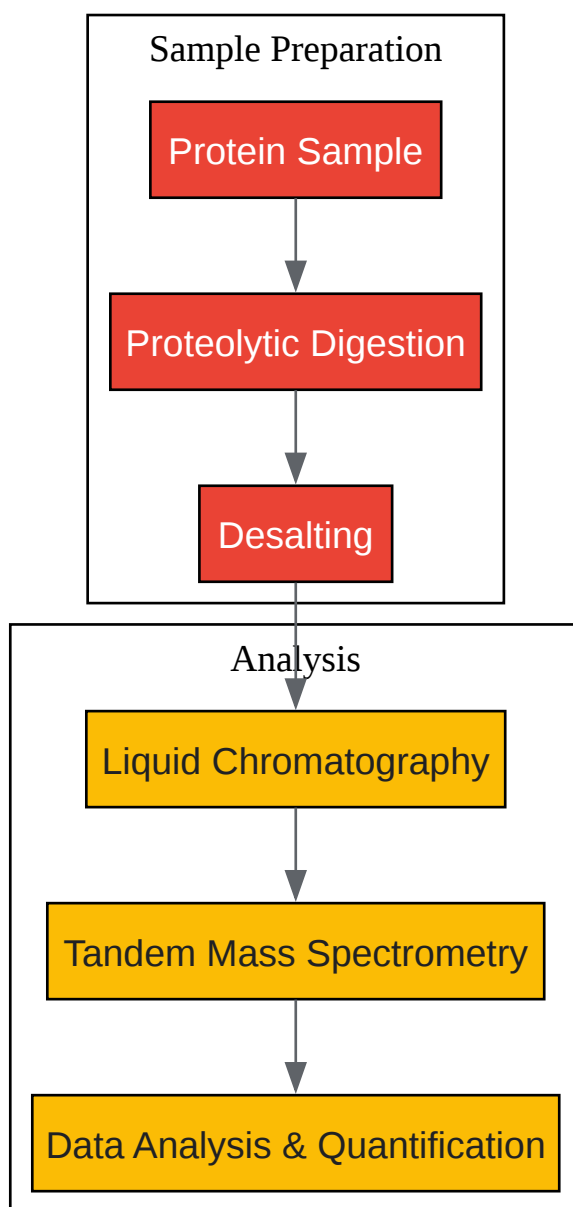 Sample Preparation
Protein Sample
Proteolytic Digestion
Desalting
Analysis
Liquid Chromatography
Tandem Mass Spectrometry
Data Analysis & Quantification